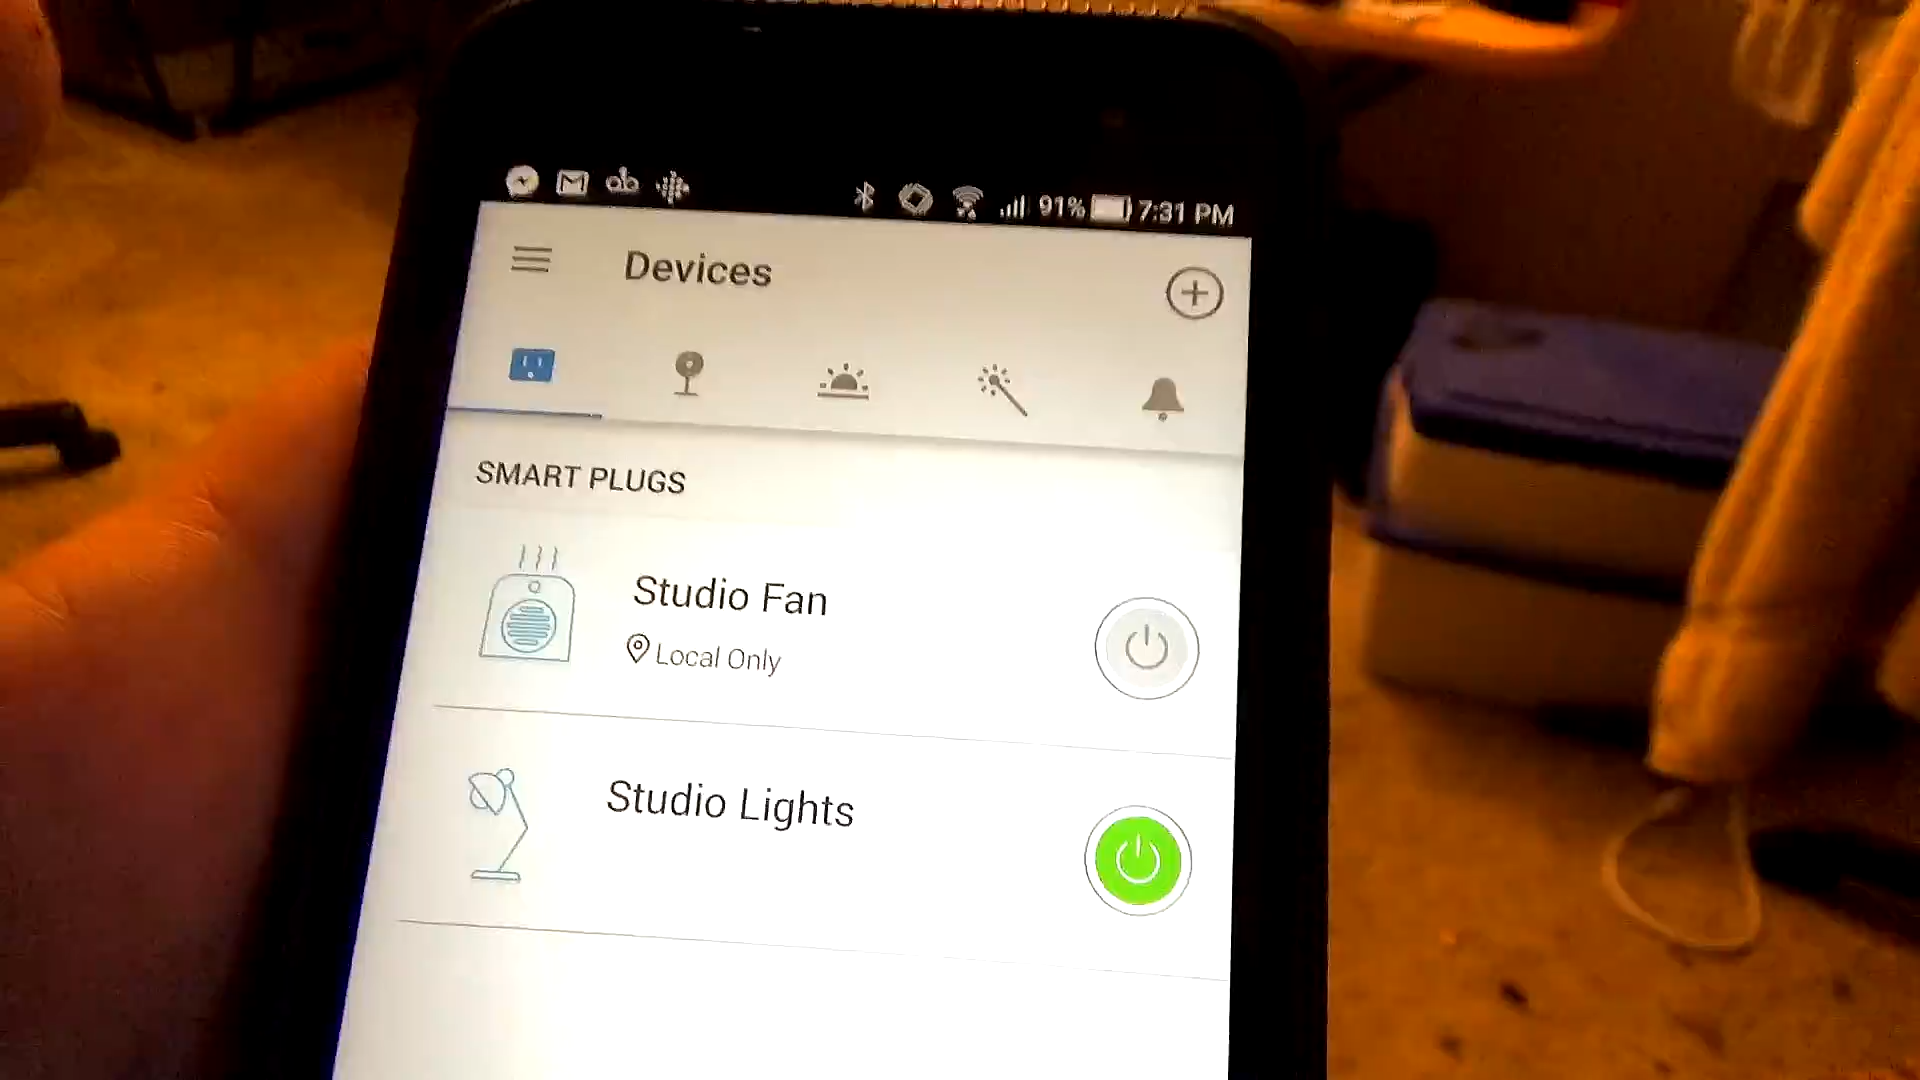 91% 7:31 PM
Devices
SMART PLUGS
Studio Fan
Local Only
Studio Lights